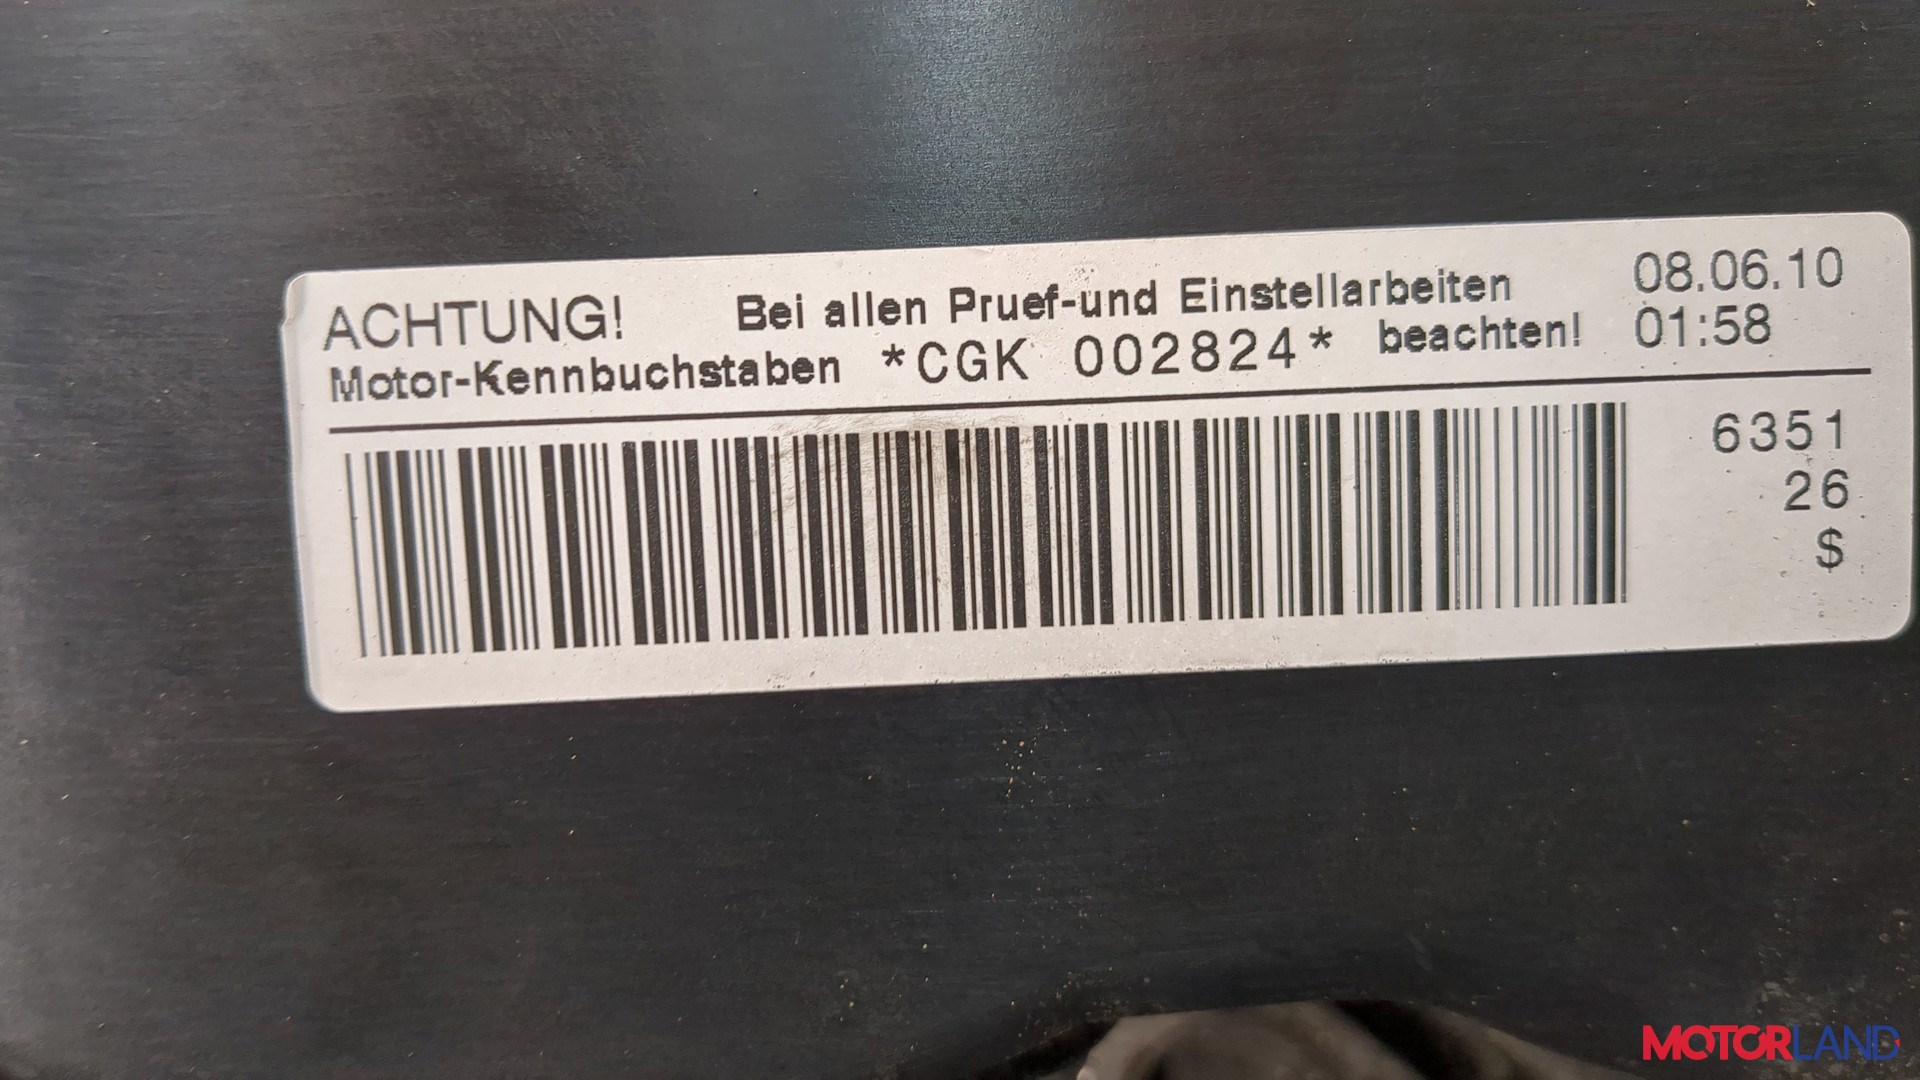 ACHTUNG! Bei allen Pruef-und Einstellarbeiten 08.06.10
Motor-Kennbuchstaben *CGK 002824* beachten! 01:58
6351
26
$
MOTORLAND